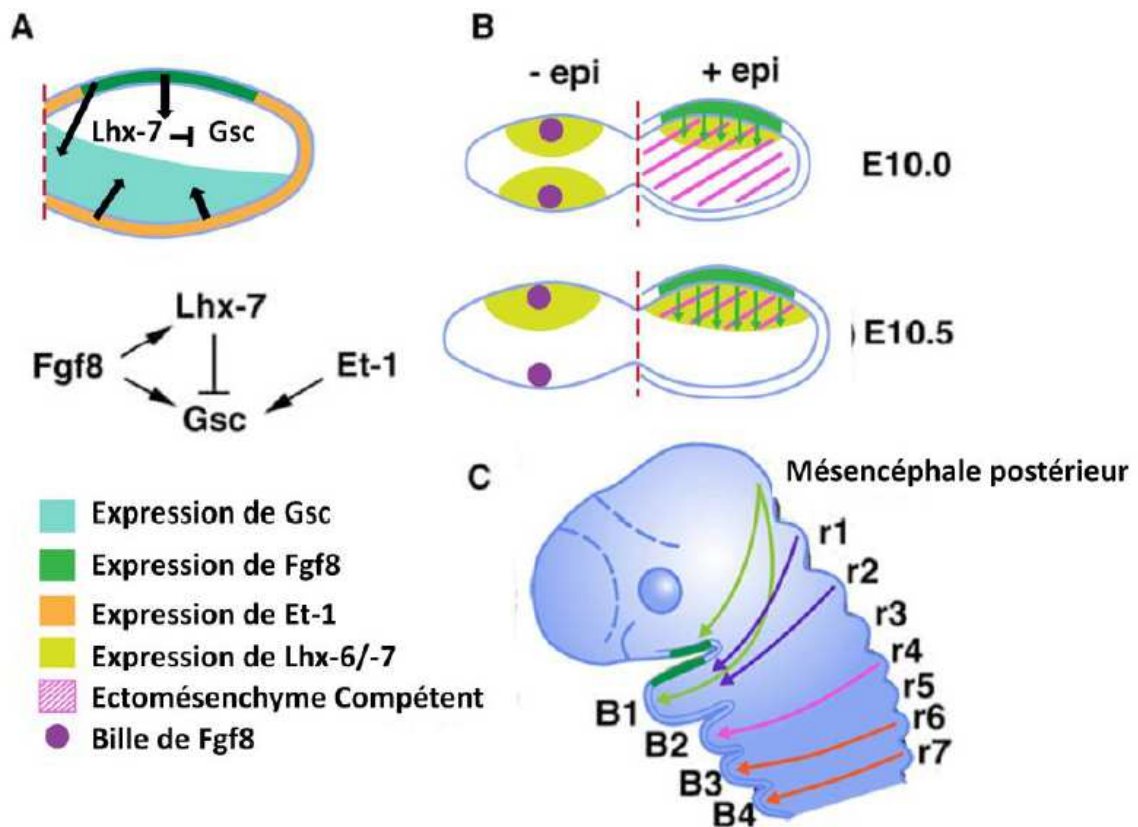 A
Lhx-7 Gsc
Lhx-7
Fgf8 Et-1
Gsc
B
- epi + epi
E10.0
E10.5
Expression de Gsc
Expression de Fgf8
Expression de Et-1
Expression de Lhx-6/-7
Ectomésenchyme Compétent
Bille de Fgf8
C
Mésencéphale postérieur
r1
r2
r3
r4
r5
r6
r7
B1
B2
B3
B4